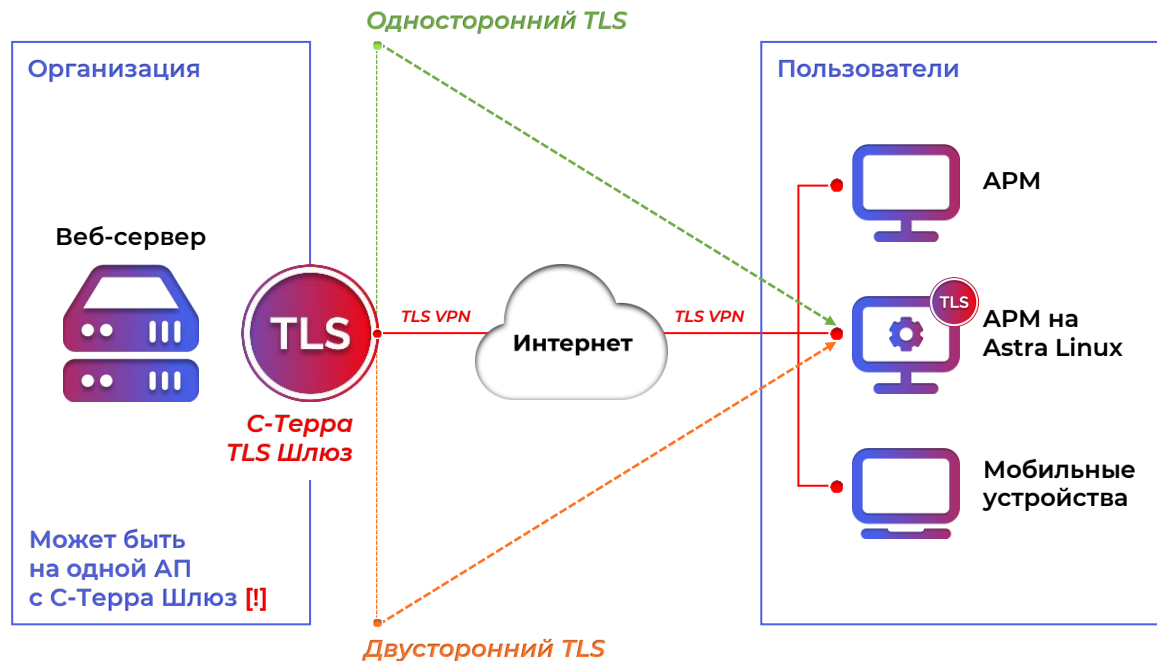 Односторонний TLS
Организация
Пользователи
АРМ
Веб-сервер
TLS
TLS VPN
Интернет
TLS VPN
TLS
АРМ на
Astra Linux
С-Терра
TLS Шлюз
Мобильные
устройства
Может быть
на одной АП
с С-Терра Шлюз [!]
Двусторонний TLS